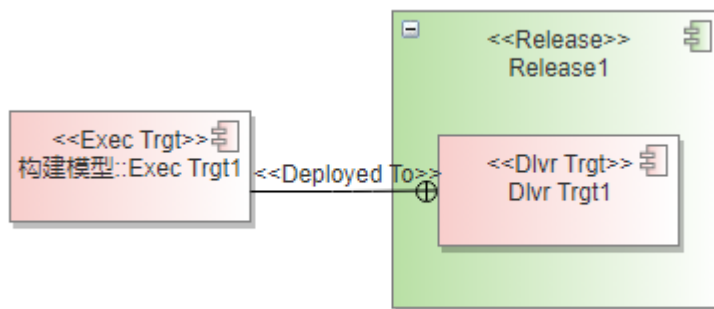 <<Release>>
Release1
<<Exec Trgt>>
构建模型::Exec Trgt1
<<Deployed To>>
<<Dlvr Trgt>>
Dlvr Trgt1